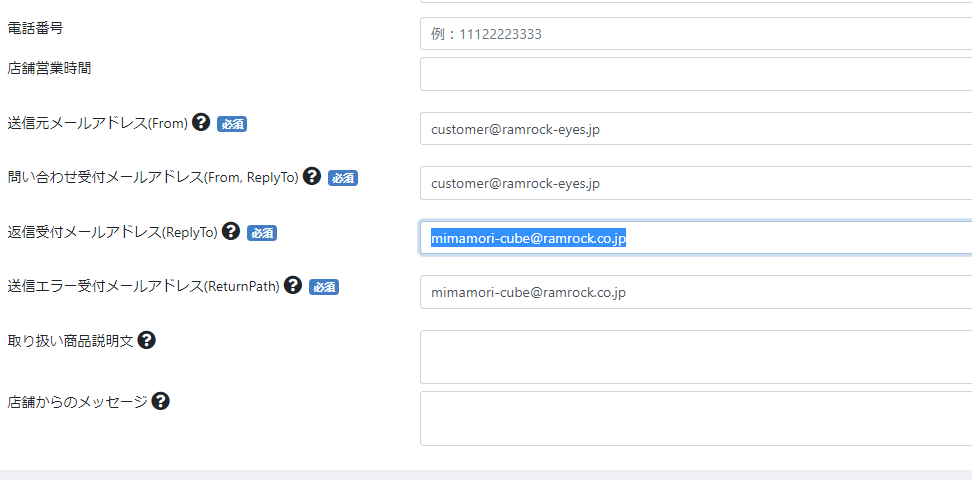 電話番号
例：11122223333
店舗営業時間
送信元メールアドレス(From) ? 必須
customer@ramrock-eyes.jp
問い合わせ受付メールアドレス(From, ReplyTo) ? 必須
customer@ramrock-eyes.jp
返信受付メールアドレス(ReplyTo) ? 必須
mimamori-cube@ramrock.co.jp
送信エラー受付メールアドレス(ReturnPath) ? 必須
mimamori-cube@ramrock.co.jp
取り扱い商品説明文 ?
店舗からのメッセージ ?